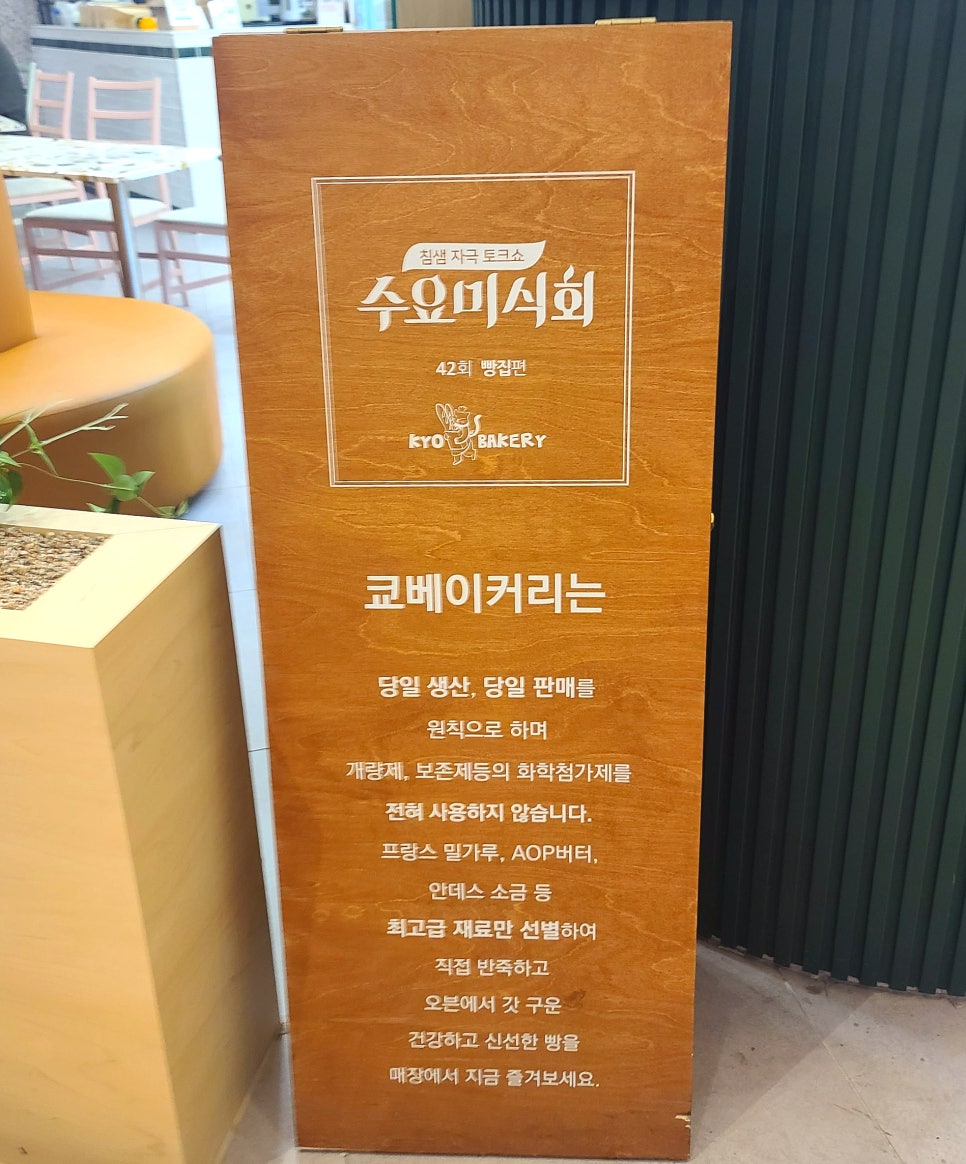 침샘 자극 토크쇼
수요미식회
42회 빵집편
KYO BAKERY
쿄베이커리는
당일 생산, 당일 판매를
원칙으로 하며
개량제, 보존제등의 화학첨가제를
전혀 사용하지 않습니다.
프랑스 밀가루, AOP버터,
안데스 소금 등
최고급 재료만 선별하여
직접 반죽하고
오븐에서 갓 구운
건강하고 신선한 빵을
매장에서 지금 즐겨보세요.